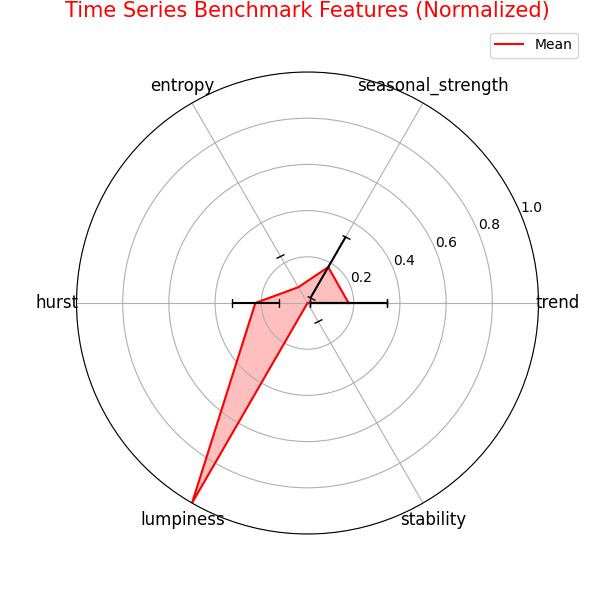 Time Series Benchmark Features (Normalized)
Mean
entropy
seasonal_strength
1.0
0.8
0.6
0.4
0.2
hurst
trend
lumpiness
stability